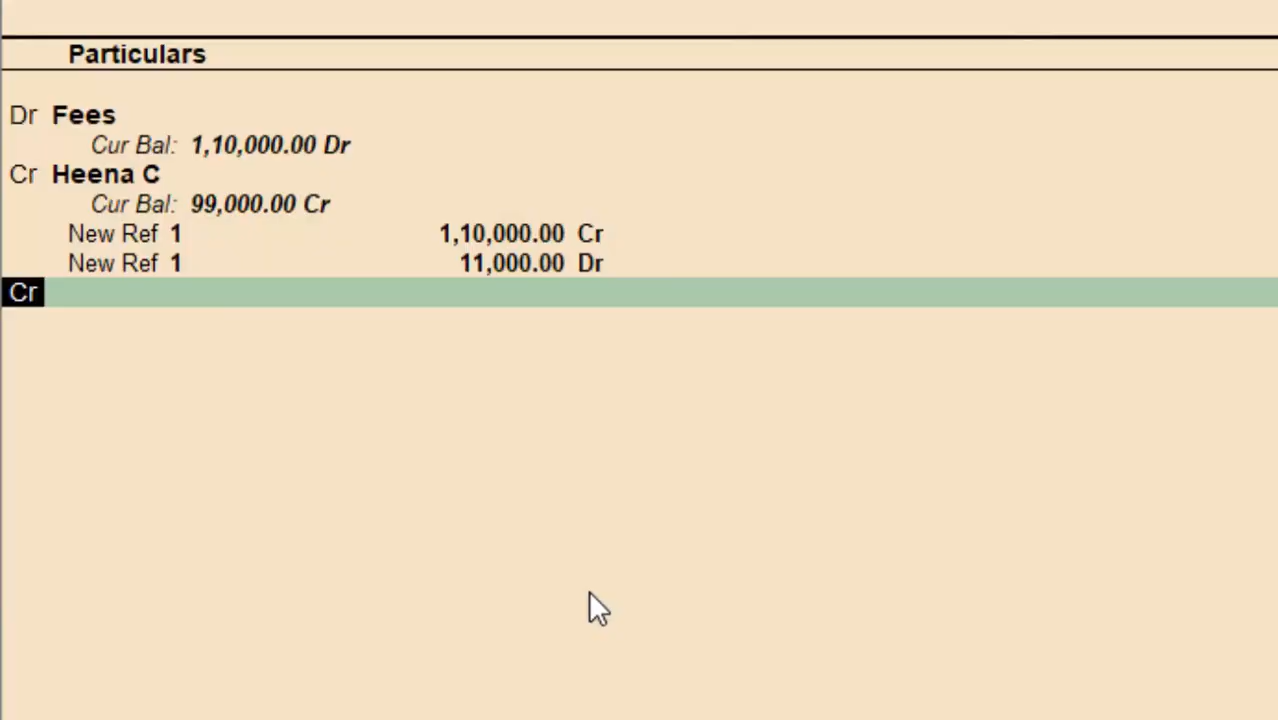 Particulars
Dr Fees
Cur Bal: 1,10,000.00 Dr
Cr Heena C
Cur Bal: 99,000.00 Cr
New Ref 1 1,10,000.00 Cr
New Ref 1 11,000.00 Dr
Cr